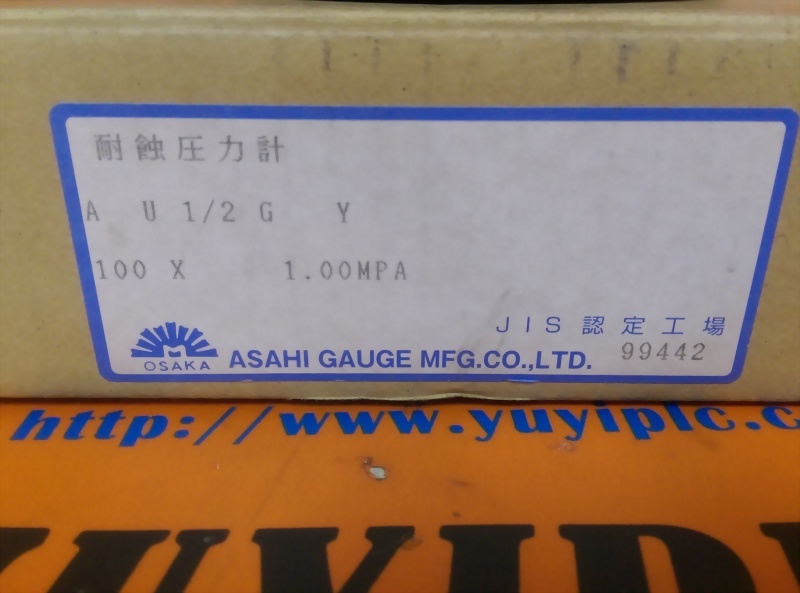 耐蝕圧力計
A U 1/2 G Y
100 X 1.00MPA
JIS 認定工場
OSAKA ASAHI GAUGE MFG.CO.,LTD. 99442
http://www.yuyiplc.c
YUYIPL